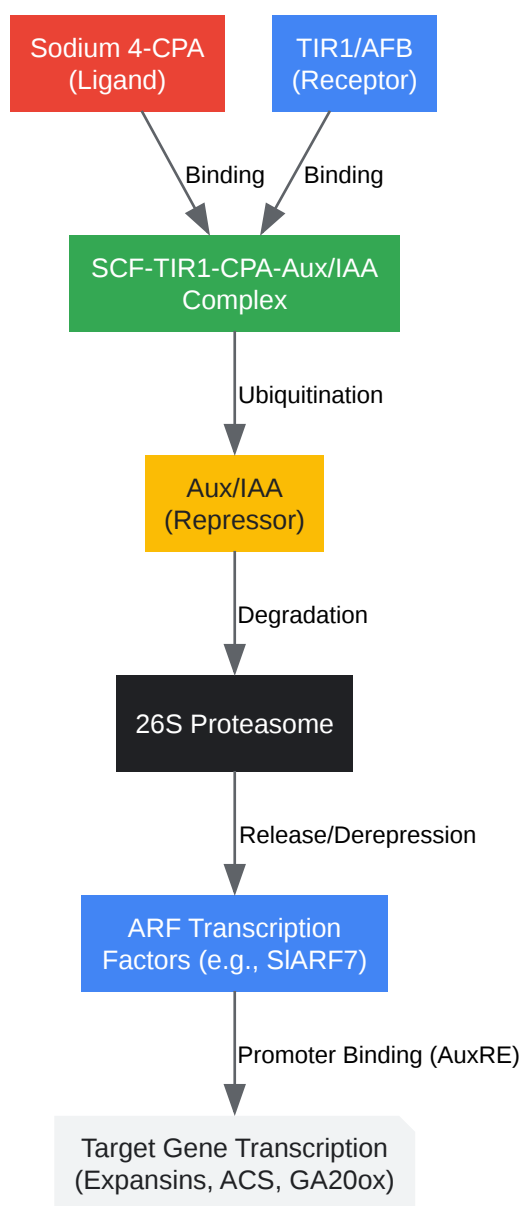 Sodium 4-CPA
(Ligand)
TIR1/AFB
(Receptor)
Binding
Binding
SCF-TIR1-CPA-Aux/IAA
Complex
Ubiquitination
Aux/IAA
(Repressor)
Degradation
26S Proteasome
Release/Derepression
ARF Transcription
Factors (e.g., SlARF7)
Promoter Binding (AuxRE)
Target Gene Transcription
(Expansins, ACS, GA20ox)